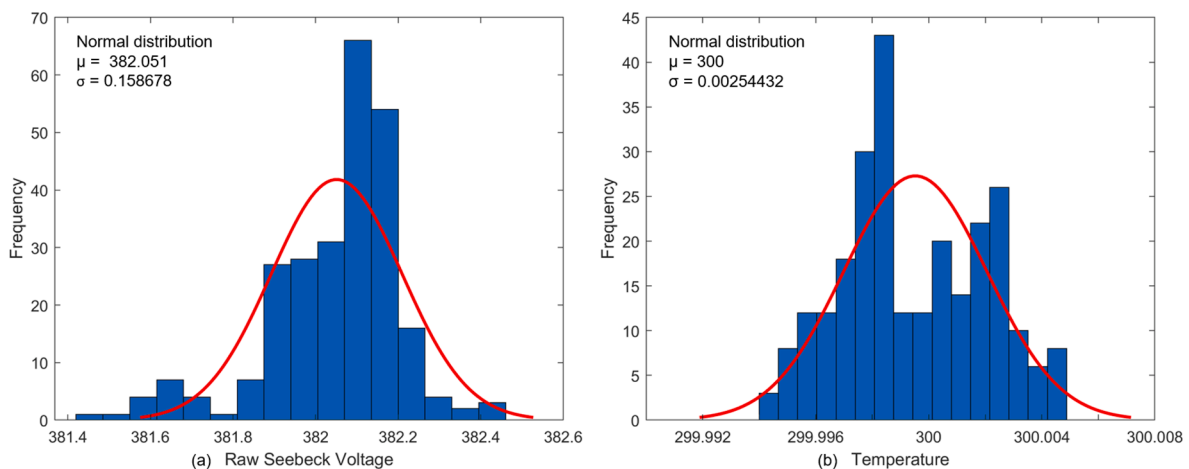 Normal distribution
μ = 382.051
σ = 0.158678
70
60
50
40
30
20
10
0
Frequency
381.4 381.6 381.8 382 382.2 382.4 382.6
(a) Raw Seebeck Voltage
Normal distribution
μ = 300
σ = 0.00254432
45
40
35
30
25
20
15
10
5
0
Frequency
299.992 299.996 300 300.004 300.008
(b) Temperature